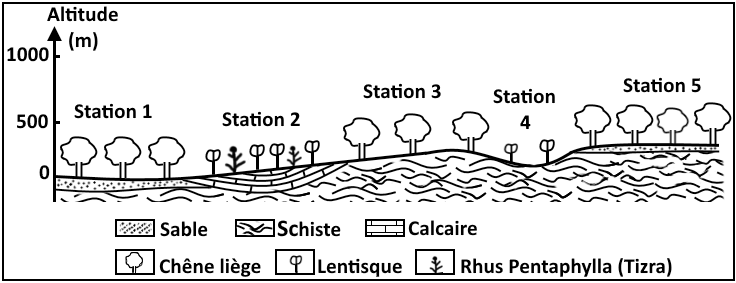 Altitude
(m)
1000
500
0
Station 1
Station 2
Station 3
Station
4
Station 5
Sable
Schiste
Calcaire
Chêne liège
Lentisque
Rhus Pentaphylla (Tizra)